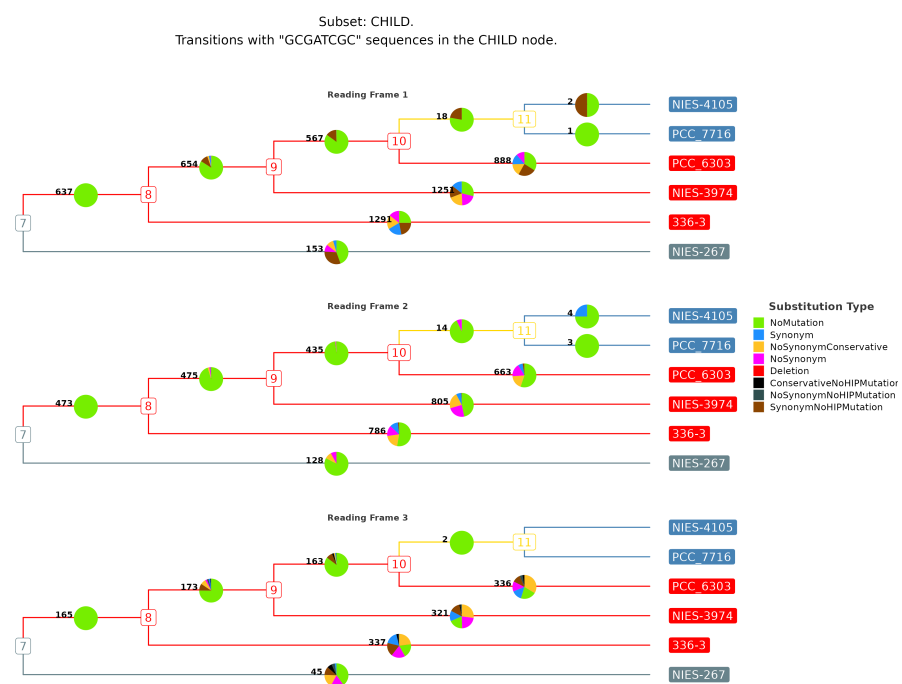 Subset: CHILD.
Transitions with "GCGATCGC" sequences in the CHILD node.
Reading Frame 1
2
NIES-4105
18
11
1
PCC_7716
567
10
888
PCC_6303
654
9
1251
NIES-3974
637
8
1291
336-3
7
153
NIES-267
Reading Frame 2
4
NIES-4105
14
11
3
PCC_7716
435
10
663
PCC_6303
475
9
805
NIES-3974
473
8
786
336-3
7
128
NIES-267
Substitution Type
NoMutation
Synonym
NoSynonymConservative
NoSynonym
Deletion
ConservativeNoHIPMutation
NoSynonymNoHIPMutation
SynonymNoHIPMutation
Reading Frame 3
NIES-4105
2
11
PCC_7716
163
10
336
PCC_6303
173
9
321
NIES-3974
165
8
337
336-3
7
45
NIES-267